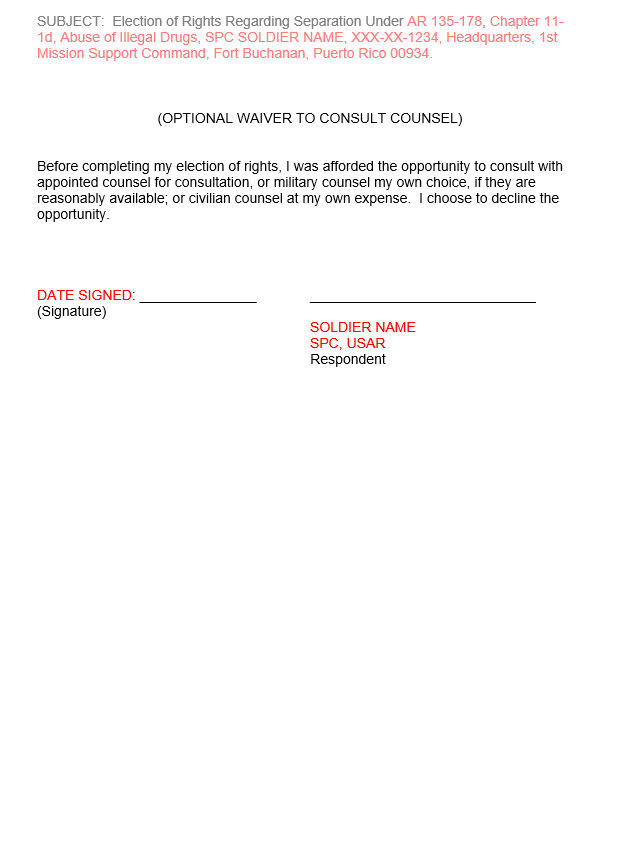 SUBJECT:  Election of Rights Regarding Separation Under AR 135-178, Chapter 11-
1d, Abuse of Illegal Drugs, SPC SOLDIER NAME, XXX-XX-1234, Headquarters, 1st
Mission Support Command, Fort Buchanan, Puerto Rico 00934.
(OPTIONAL WAIVER TO CONSULT COUNSEL)
Before completing my election of rights, I was afforded the opportunity to consult with
appointed counsel for consultation, or military counsel my own choice, if they are
reasonably available; or civilian counsel at my own expense.  I choose to decline the
opportunity.
DATE SIGNED: _______________ _____________________________
(Signature)
SOLDIER NAME
SPC, USAR
Respondent